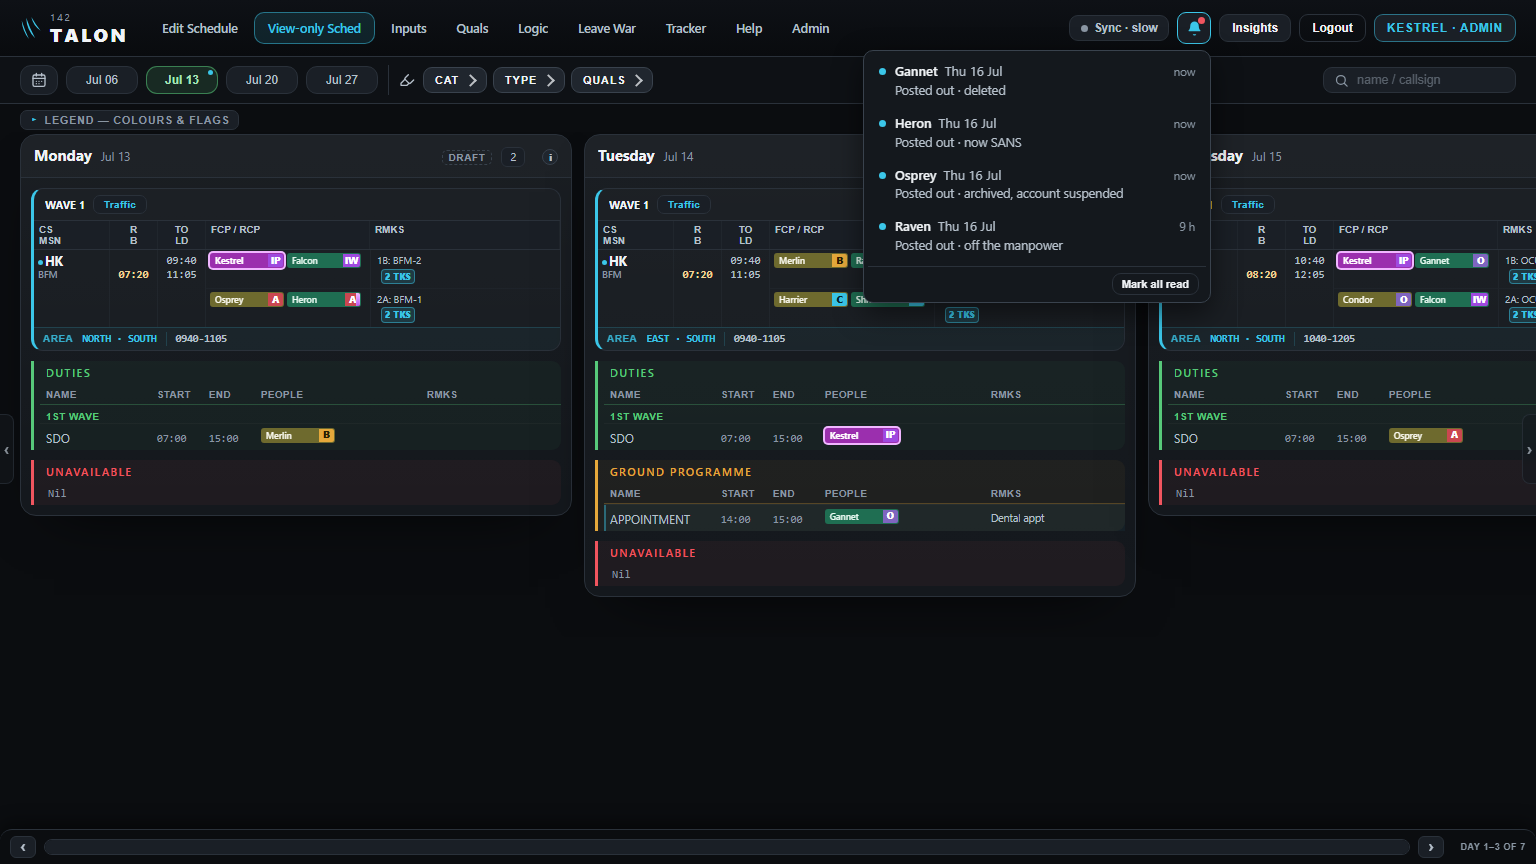 142
TALON
Edit Schedule
View-only Sched
Inputs
Quals
Logic
Leave War
Tracker
Help
Admin
Sync · slow
Insights
Logout
KESTREL · ADMIN
Jul 06
Jul 13
Jul 20
Jul 27
CAT
TYPE
QUALS
name / callsign
LEGEND — COLOURS & FLAGS
Gannet Thu 16 Jul now
Posted out · deleted
Heron Thu 16 Jul now
Posted out · now SANS
Osprey Thu 16 Jul now
Posted out · archived, account suspended
Raven Thu 16 Jul 9 h
Posted out · off the manpower
Mark all read
Monday Jul 13 DRAFT 2 i
WAVE 1 Traffic
CS R TO FCP / RCP RMKS
MSN B LD
HK 09:40 Kestrel IP Falcon IW 1B: BFM-2
BFM 07:20 11:05 2 TKS
Osprey A Heron A 2A: BFM-1
2 TKS
AREA NORTH · SOUTH 0940-1105
DUTIES
NAME START END PEOPLE RMKS
1ST WAVE
SDO 07:00 15:00 Merlin B
UNAVAILABLE
Nil
Tuesday Jul 14
WAVE 1 Traffic
CS R TO FCP / RCP
MSN B LD
HK 09:40 Merlin B
BFM 07:20 11:05
Harrier C
2 TKS
AREA EAST · SOUTH 0940-1105
DUTIES
NAME START END PEOPLE RMKS
1ST WAVE
SDO 07:00 15:00 Kestrel IP
GROUND PROGRAMME
NAME START END PEOPLE RMKS
APPOINTMENT 14:00 15:00 Gannet O Dental appt
UNAVAILABLE
Nil
sday Jul 15
Traffic
R TO FCP / RCP RMKS
B LD
10:40 Kestrel IP Gannet O 1B: OCU
08:20 12:05 2 TKS
Condor O Falcon IW 2A: OCU
2 TKS
AREA NORTH · SOUTH 1040-1205
DUTIES
NAME START END PEOPLE
1ST WAVE
SDO 07:00 15:00 Osprey A
UNAVAILABLE
Nil
DAY 1–3 OF 7